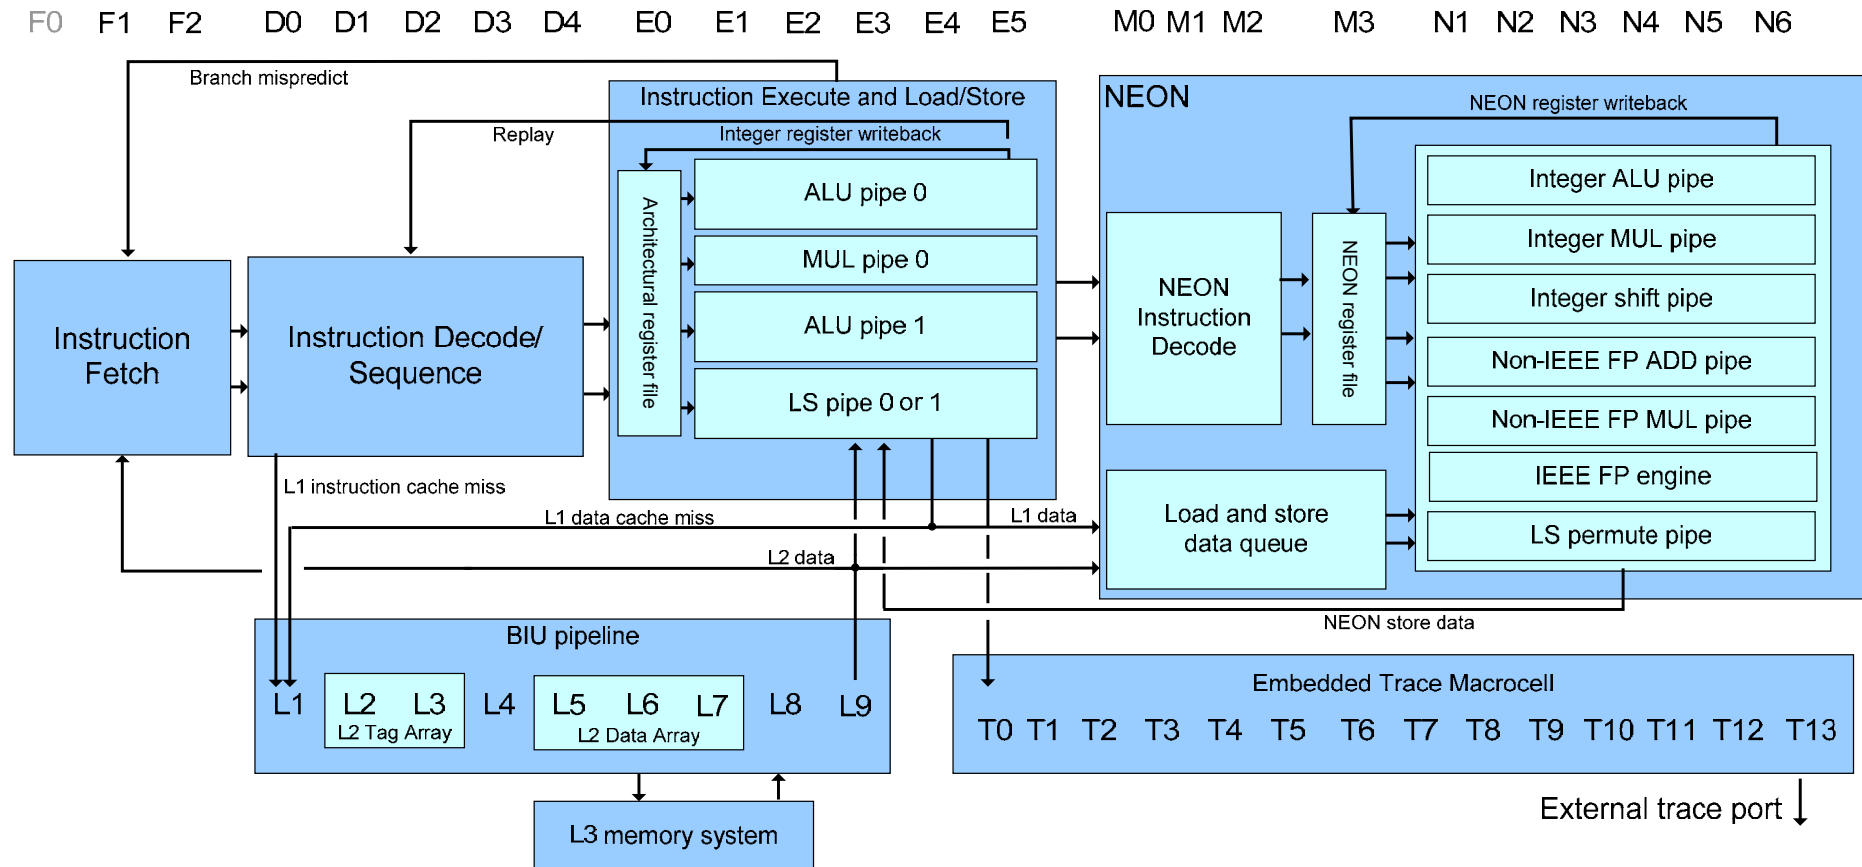 F0 F1 F2 D0 D1 D2 D3 D4 E0 E1 E2 E3 E4 E5 M0 M1 M2 M3 N1 N2 N3 N4 N5 N6
Branch mispredict
Instruction Execute and Load/Store
Replay
Integer register writeback
Architectural register file
ALU pipe 0
MUL pipe 0
ALU pipe 1
LS pipe 0 or 1
Instruction
Fetch
Instruction Decode/
Sequence
NEON
NEON register writeback
NEON
Instruction
Decode
NEON register file
Integer ALU pipe
Integer MUL pipe
Integer shift pipe
Non-IEEE FP ADD pipe
Non-IEEE FP MUL pipe
IEEE FP engine
LS permute pipe
Load and store
data queue
L1 instruction cache miss
L1 data cache miss
L1 data
L2 data
NEON store data
BIU pipeline
L1 L2 L3 L4 L5 L6 L7 L8 L9
L2 Tag Array
L2 Data Array
L3 memory system
Embedded Trace Macrocell
T0 T1 T2 T3 T4 T5 T6 T7 T8 T9 T10 T11 T12 T13
External trace port